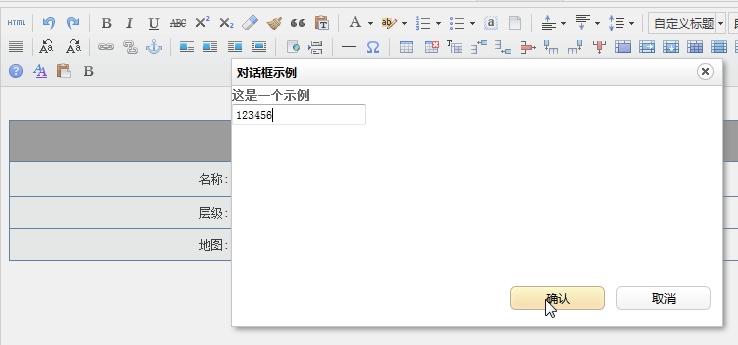 HTML B I U ABC X² X₂ A 自定义标题
Ω
? A B
对话框示例
这是一个示例
123456
名称:
层级:
地图:
确认 取消